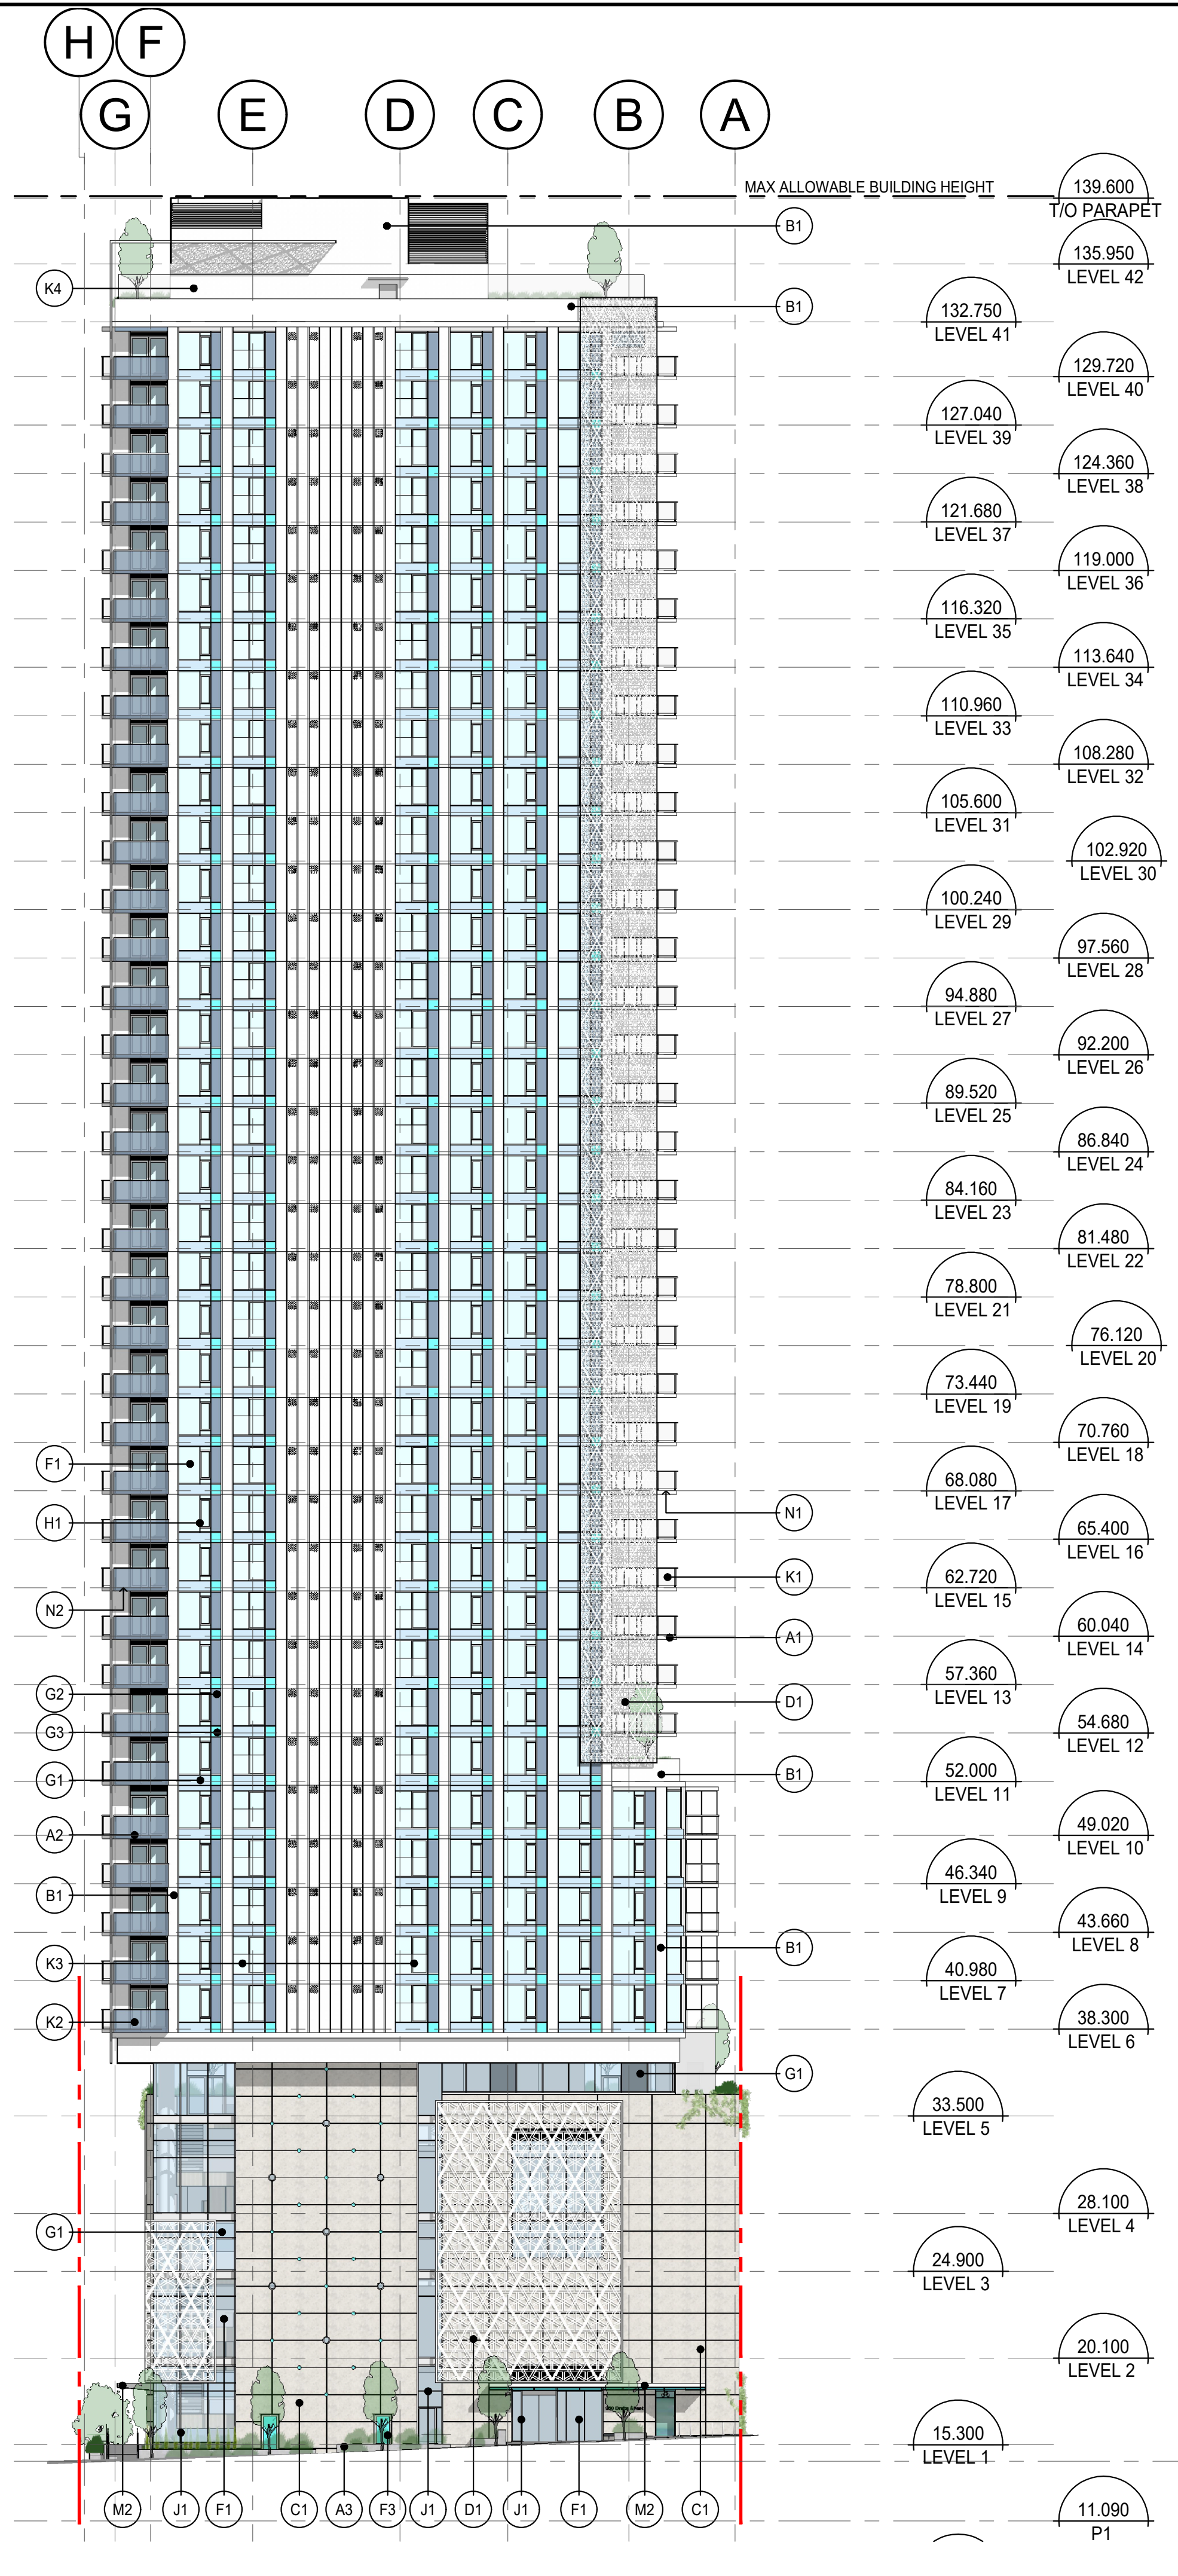 H F
G E D C B A
MAX ALLOWABLE BUILDING HEIGHT
139.600
T/O PARAPET
B1
135.950
LEVEL 42
K4
B1
132.750
LEVEL 41
129.720
LEVEL 40
127.040
LEVEL 39
124.360
LEVEL 38
121.680
LEVEL 37
119.000
LEVEL 36
116.320
LEVEL 35
113.640
LEVEL 34
110.960
LEVEL 33
108.280
LEVEL 32
105.600
LEVEL 31
102.920
LEVEL 30
100.240
LEVEL 29
97.560
LEVEL 28
94.880
LEVEL 27
92.200
LEVEL 26
89.520
LEVEL 25
86.840
LEVEL 24
84.160
LEVEL 23
81.480
LEVEL 22
78.800
LEVEL 21
76.120
LEVEL 20
73.440
LEVEL 19
70.760
LEVEL 18
F1
68.080
LEVEL 17
N1
H1
65.400
LEVEL 16
K1
62.720
LEVEL 15
N2
60.040
LEVEL 14
A1
57.360
LEVEL 13
G2
D1
54.680
LEVEL 12
G3
52.000
LEVEL 11
G1
B1
49.020
LEVEL 10
A2
46.340
LEVEL 9
B1
43.660
LEVEL 8
B1
K3
40.980
LEVEL 7
K2
38.300
LEVEL 6
G1
33.500
LEVEL 5
28.100
LEVEL 4
G1
24.900
LEVEL 3
20.100
LEVEL 2
15.300
LEVEL 1
M2 J1 F1 C1 A3 F3 J1 D1 J1 F1 M2 C1
11.090
P1